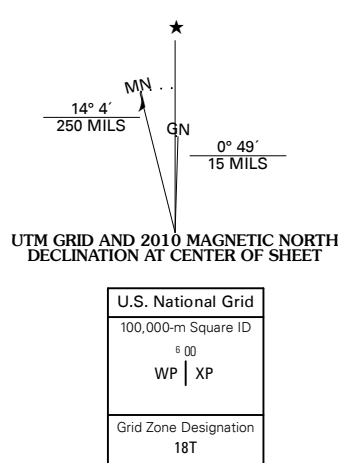 ★
MN
GN
14° 4´
250 MILS
0° 49´
15 MILS
UTM GRID AND 2010 MAGNETIC NORTH
DECLINATION AT CENTER OF SHEET
U.S. National Grid
100,000-m Square ID
6 00
WP XP
Grid Zone Designation
18T